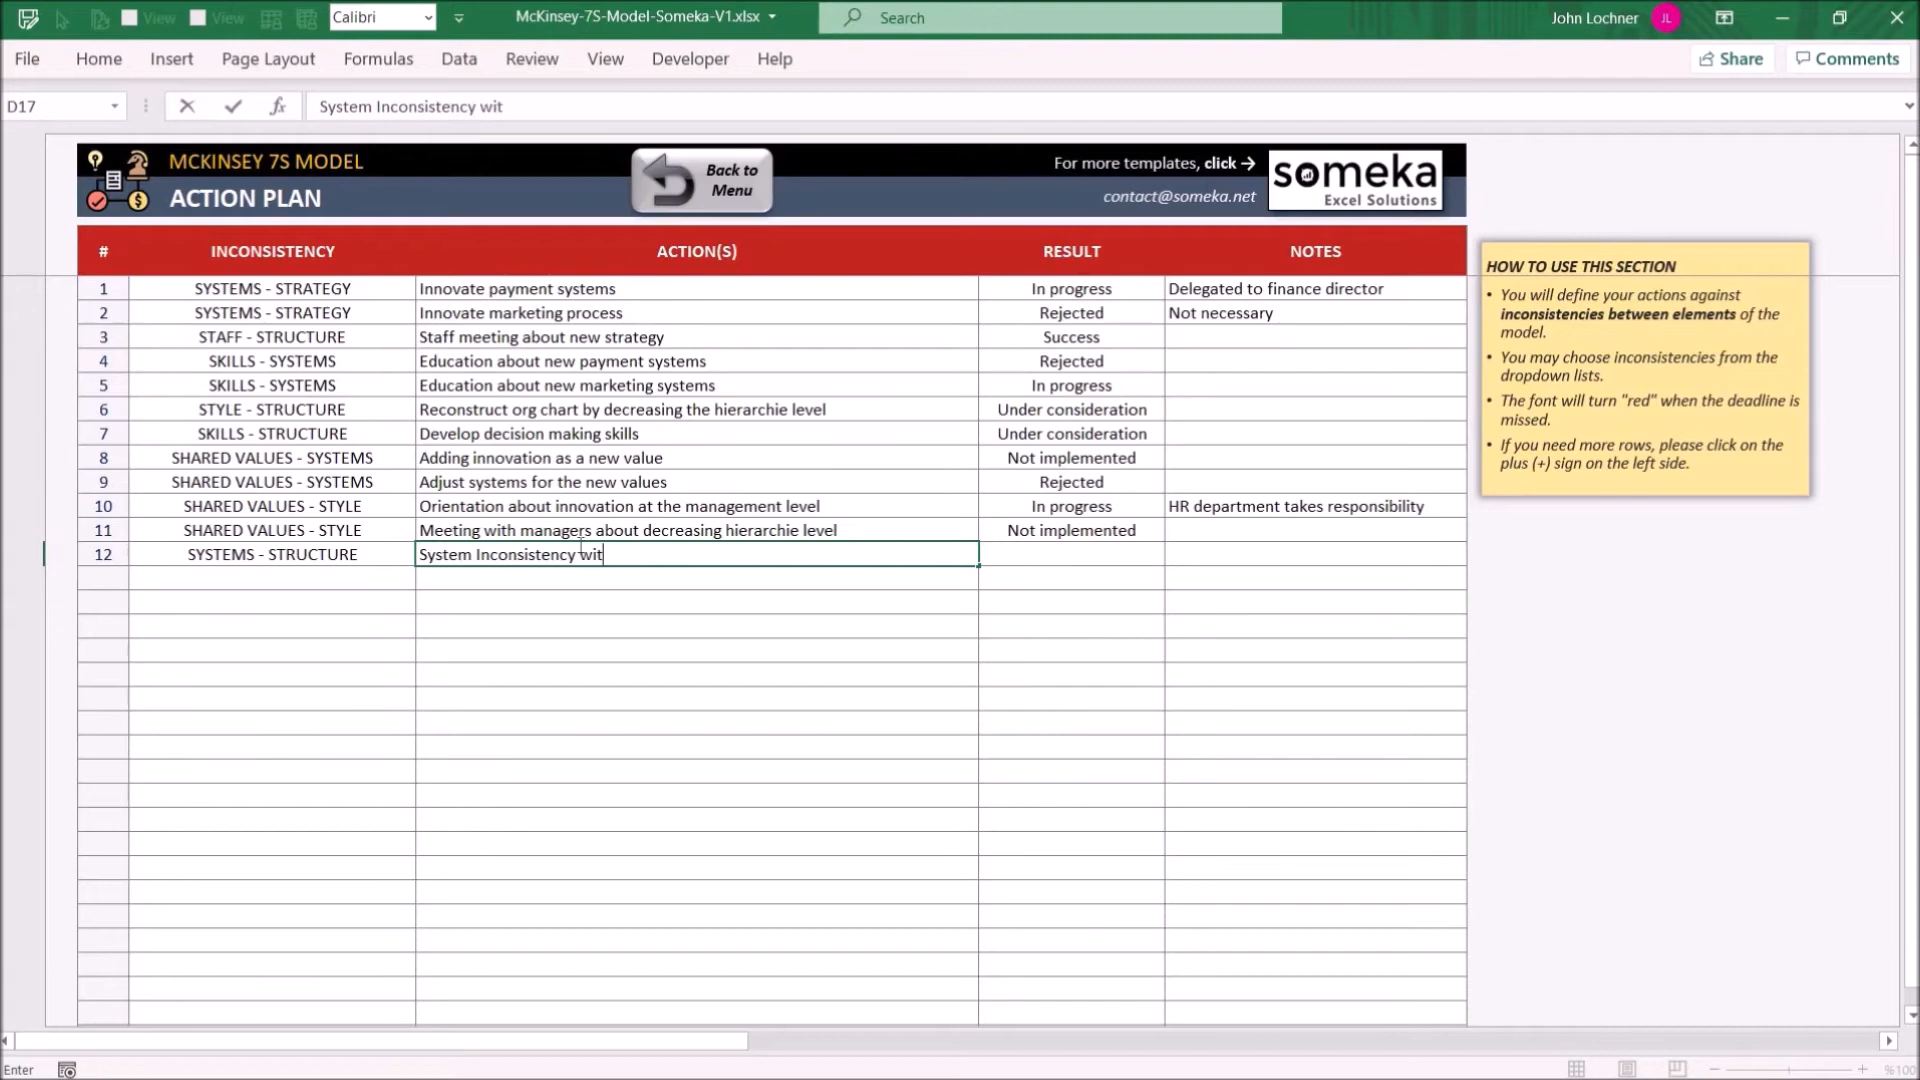 View View Calibri McKinsey-7S-Model-Someka-V1.xlsx Search John Lochner JL
File Home Insert Page Layout Formulas Data Review View Developer Help Share Comments
D17 fx System Inconsistency wit
MCKINSEY 7S MODEL
ACTION PLAN
Back to
Menu
For more templates, click →
contact@someka.net
someka
Excel Solutions
# INCONSISTENCY ACTION(S) RESULT NOTES
1 SYSTEMS - STRATEGY Innovate payment systems In progress Delegated to finance director
2 SYSTEMS - STRATEGY Innovate marketing process Rejected Not necessary
3 STAFF - STRUCTURE Staff meeting about new strategy Success
4 SKILLS - SYSTEMS Education about new payment systems Rejected
5 SKILLS - SYSTEMS Education about new marketing systems In progress
6 STYLE - STRUCTURE Reconstruct org chart by decreasing the hierarchie level Under consideration
7 SKILLS - STRUCTURE Develop decision making skills Under consideration
8 SHARED VALUES - SYSTEMS Adding innovation as a new value Not implemented
9 SHARED VALUES - SYSTEMS Adjust systems for the new values Rejected
10 SHARED VALUES - STYLE Orientation about innovation at the management level In progress HR department takes responsibility
11 SHARED VALUES - STYLE Meeting with managers about decreasing hierarchie level Not implemented
12 SYSTEMS - STRUCTURE System Inconsistency wit
HOW TO USE THIS SECTION
• You will define your actions against
inconsistencies between elements of the
model.
• You may choose inconsistencies from the
dropdown lists.
• The font will turn "red" when the deadline is
missed.
• If you need more rows, please click on the
plus (+) sign on the left side.
Enter %100